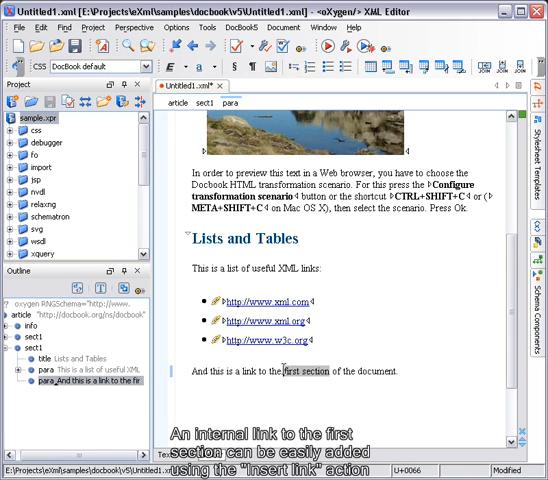 Untitled1.xml [E:\Projects\eXml\samples\docbook\v5\Untitled1.xml] - <oXygen/> XML Editor
File Edit Find Project Options Tools DocBook5 Document Window Help
CSS DocBook default
Project
sample.xpr
css
debugger
fo
import
jsp
nvdl
relaxng
schematron
svg
wsdl
xquery
Outline
oxygen RNGSchema="http://www.
article "http://docbook.org/ns/docbook"
info
sect1
sect1
title Lists and Tables
para This is a list of useful XML
para And this is a link to the fir
Untitled1.xml*
article sect1 para
In order to preview this text in a Web browser, you have to choose the
Docbook HTML transformation scenario. For this press the Configure
transformation scenario button or the shortcut CTRL+SHIFT+C or (
META+SHIFT+C on Mac OS X), then select the scenario. Press Ok.
Lists and Tables
This is a list of useful XML links:
http://www.xml.com
http://www.xml.org
http://www.w3c.org
And this is a link to the first section of the document.
An internal link to the first
section can be easily added
using the "Insert link" action
Stylesheet Templates
Schema Components
E:\Projects\eXml\samples\docbook\v5\Untitled1.xml
U+0066
Modified